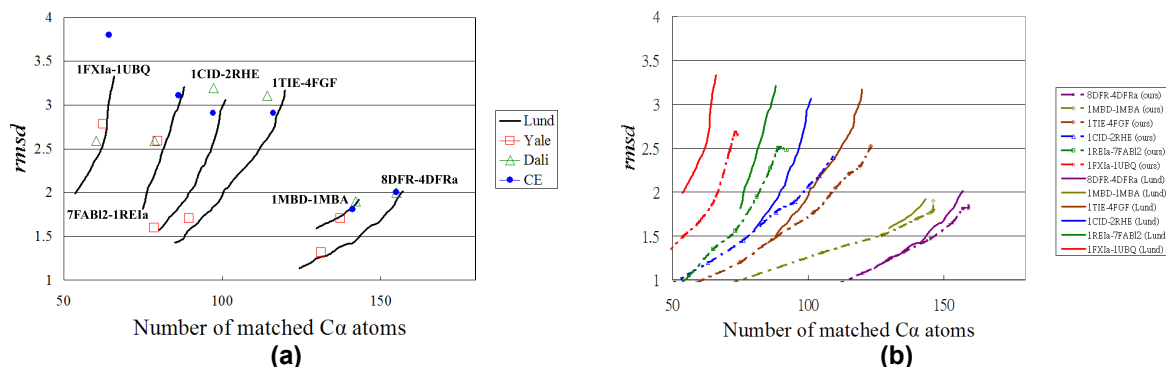 4
3.5
3
2.5
2
1.5
1
rmsd
50
100
150
Number of matched Cα atoms
1FXIa-1UBQ
1CID-2RHE
1TIE-4FGF
7FABl2-1REIa
1MBD-1MBA
8DFR-4DFRa
Lund
Yale
Dali
CE
(a)
4
3.5
3
2.5
2
1.5
1
rmsd
50
100
150
Number of matched Cα atoms
8DFR-4DFRa (ours)
1MBD-1MBA (ours)
1TIE-4FGF (ours)
1CID-2RHE (ours)
1REIa-7FABl2 (ours)
1FXIa-1UBQ (ours)
8DFR-4DFRa (Lund)
1MBD-1MBA (Lund)
1TIE-4FGF (Lund)
1CID-2RHE (Lund)
1REIa-7FABl2 (Lund)
1FXIa-1UBQ (Lund)
(b)